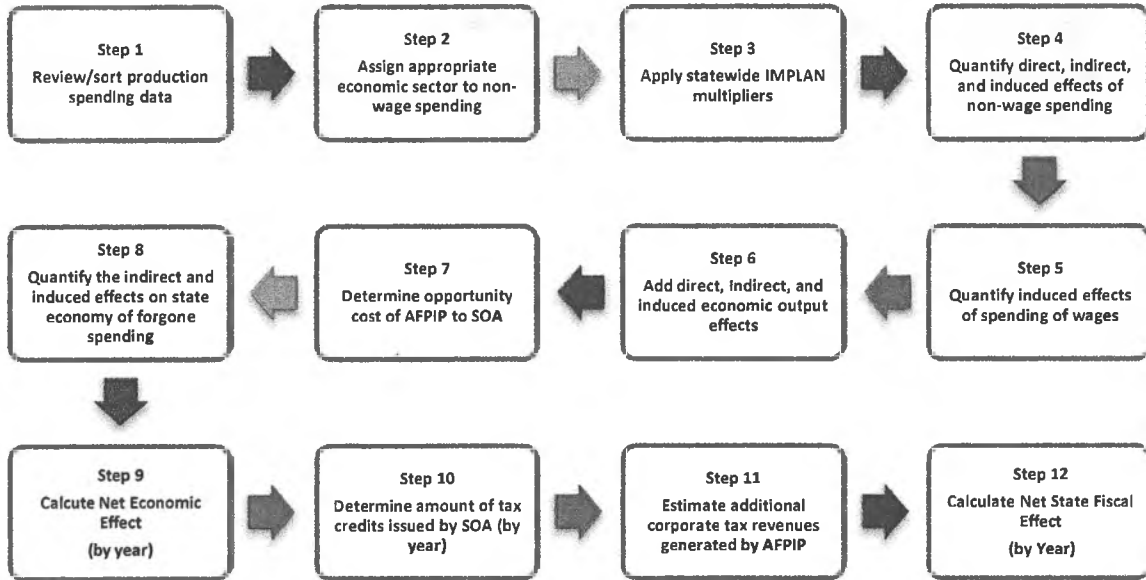 Step 1
Review/sort production
spending data
Step 2
Assign appropriate
economic sector to non-
wage spending
Step 3
Apply statewide IMPLAN
multipliers
Step 4
Quantify direct, indirect,
and induced effects of
non-wage spending
Step 5
Quantify induced effects
of spending of wages
Step 6
Add direct, indirect, and
induced economic output
effects
Step 7
Determine opportunity
cost of AFPIP to SOA
Step 8
Quantify the indirect and
induced effects on state
economy of forgone
spending
Step 9
Calcute Net Economic
Effect
(by year)
Step 10
Determine amount of tax
credits issued by SOA (by
year)
Step 11
Estimate additional
corporate tax revenues
generated by AFPIP
Step 12
Calculate Net State Fiscal
Effect
(by Year)